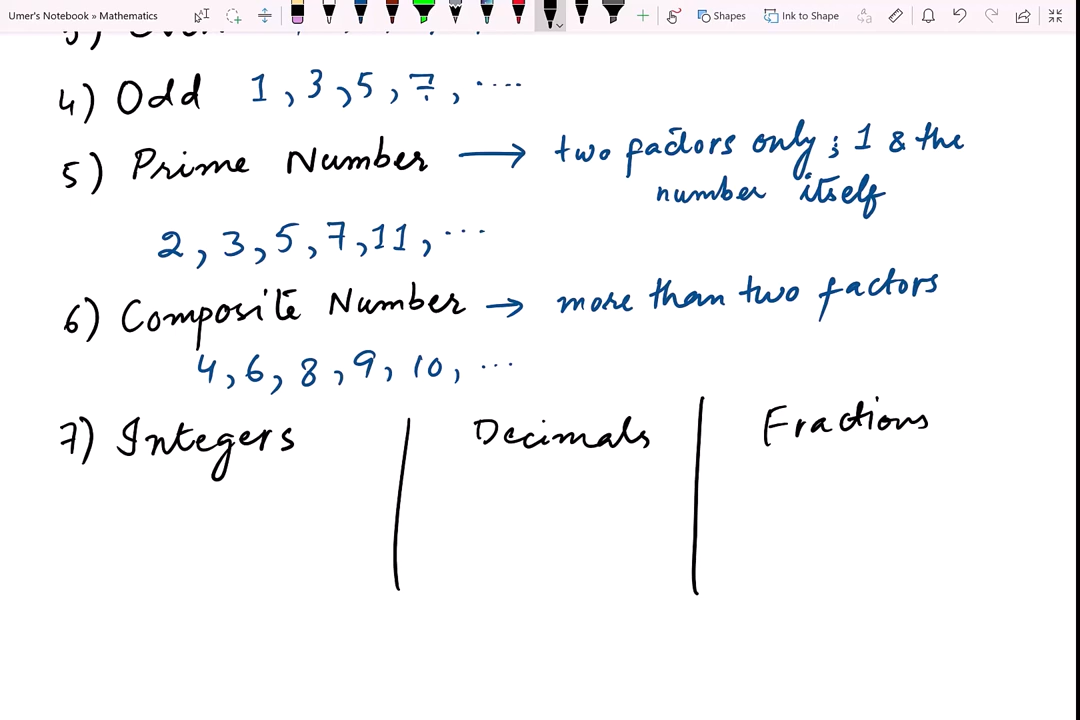 Umer's Notebook » Mathematics
Shapes
Ink to Shape
4) Odd 1, 3, 5, 7, ....
5) Prime Number → two factors only ; 1 & the
number itself
2, 3, 5, 7, 11, ...
6) Composite Number → more than two factors
4, 6, 8, 9, 10, ...
7) Integers
Decimals
Fractions